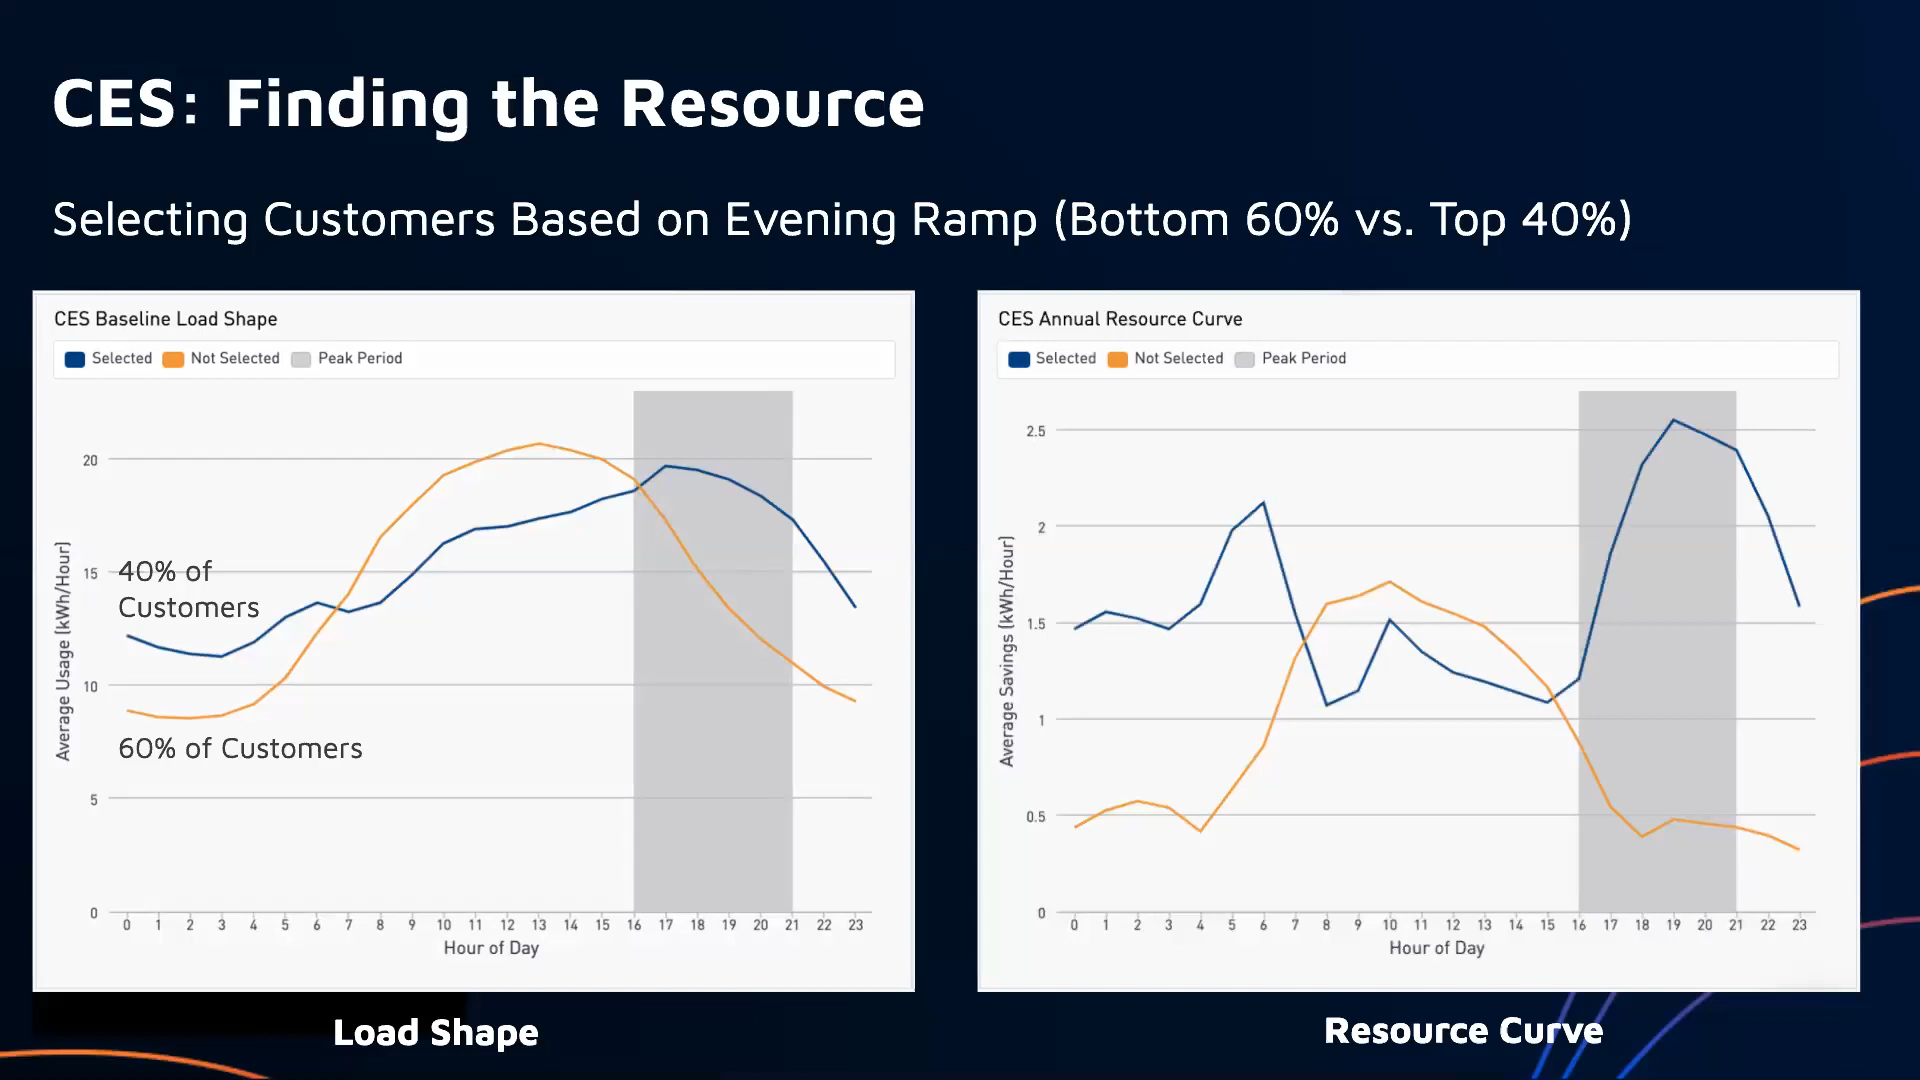 CES: Finding the Resource
Selecting Customers Based on Evening Ramp (Bottom 60% vs. Top 40%)
CES Baseline Load Shape
Selected Not Selected Peak Period
20
15
10
5
0
Average Usage (kWh/Hour)
40% of
Customers
60% of Customers
0 1 2 3 4 5 6 7 8 9 10 11 12 13 14 15 16 17 18 19 20 21 22 23
Hour of Day
Load Shape
CES Annual Resource Curve
Selected Not Selected Peak Period
2.5
2
1.5
1
0.5
0
Average Savings (kWh/Hour)
0 1 2 3 4 5 6 7 8 9 10 11 12 13 14 15 16 17 18 19 20 21 22 23
Hour of Day
Resource Curve